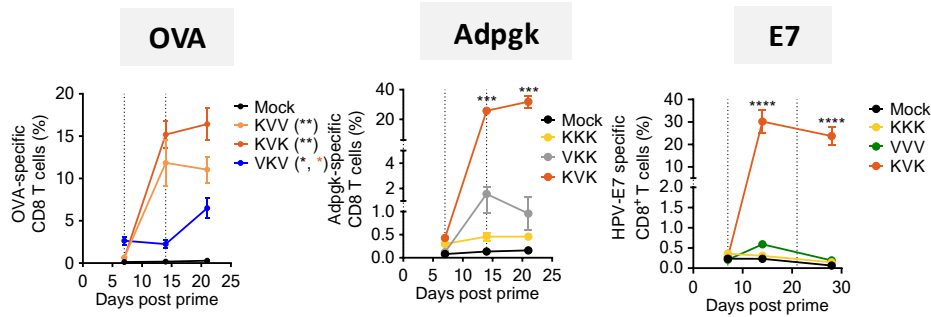 OVA
Adpgk
E7
OVA-specific
CD8 T cells (%)
20
15
10
5
0
0
5
10
15
20
25
Days post prime
Mock
KVV (**)
KVK (**)
VKV (*, *)
Adpgk-specific
CD8 T cells (%)
40
20
4
2
1.0
0.5
0.0
0
5
10
15
20
25
Days post prime
***
***
Mock
KKK
VKK
KVK
HPV-E7 specific
CD8⁺ T cells (%)
40
35
30
25
20
15
10
5
2.0
1.5
1.0
0.5
0.0
0
10
20
30
Days post prime
****
****
Mock
KKK
VVV
KVK